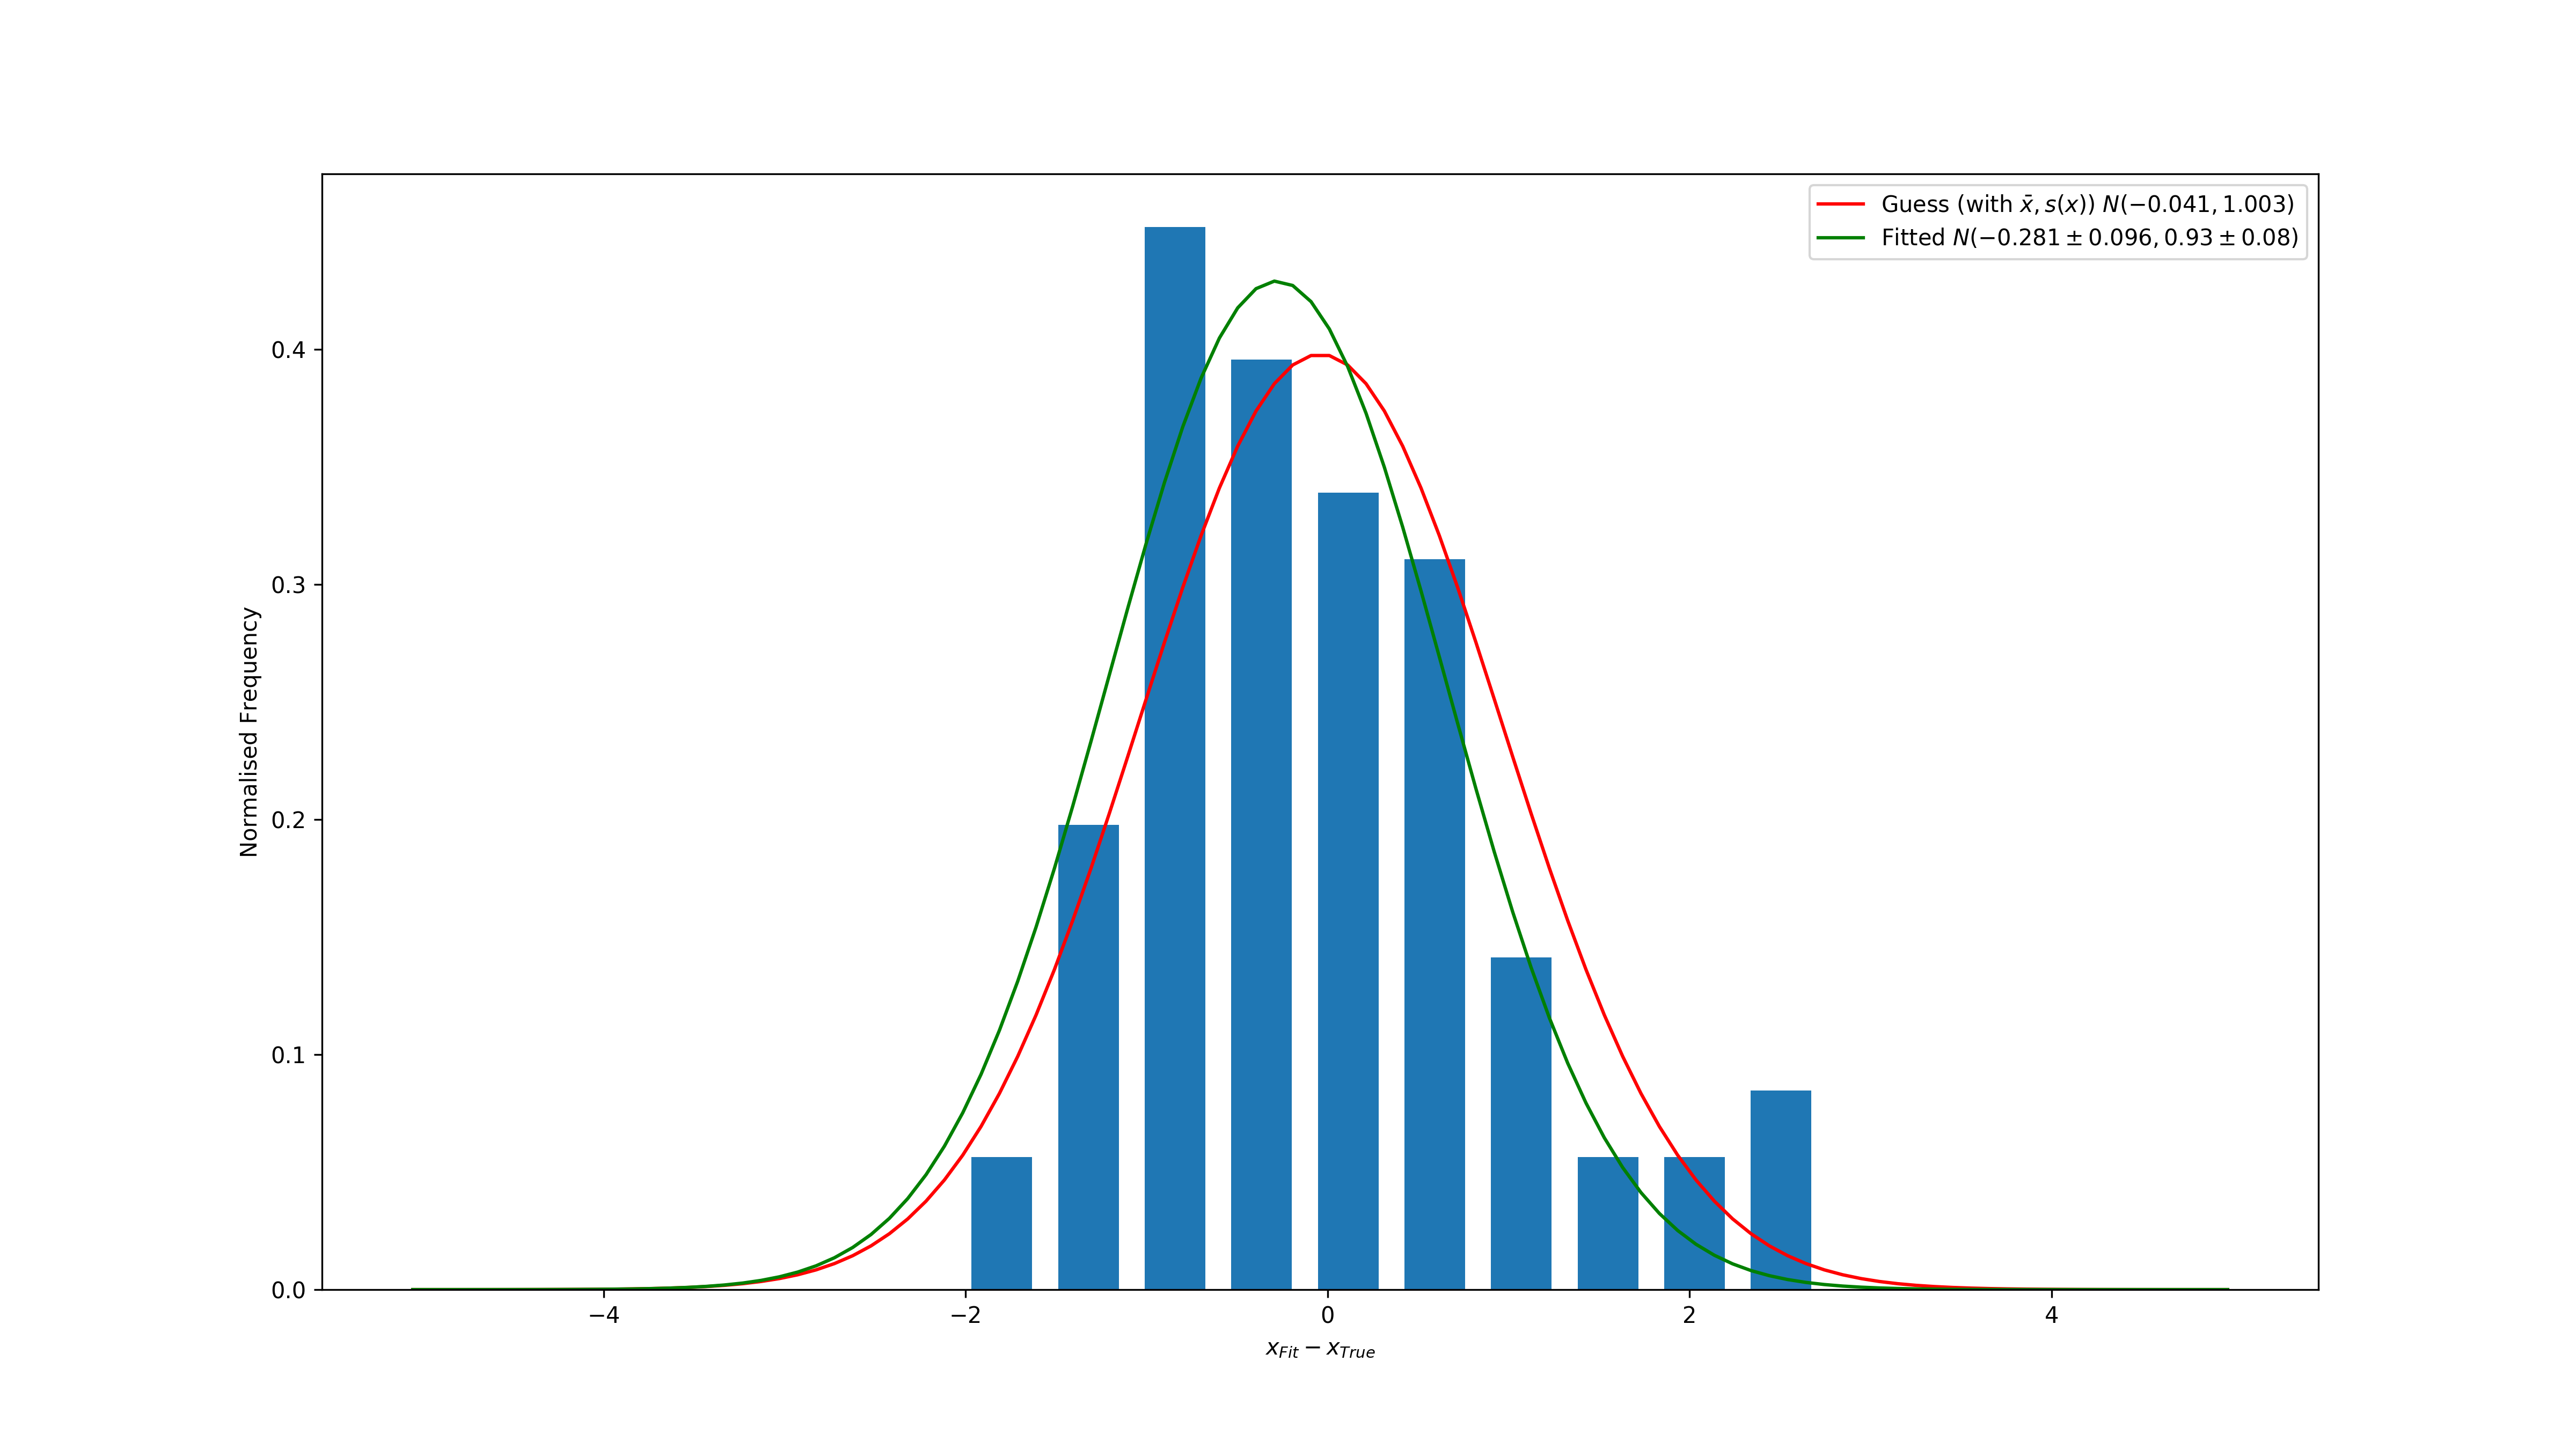 Guess (with x̄, s(x)) N(−0.041, 1.003)
Fitted N(−0.281 ± 0.096, 0.93 ± 0.08)
Normalised Frequency
0.4
0.3
0.2
0.1
0.0
−4 −2 0 2 4
x_Fit − x_True